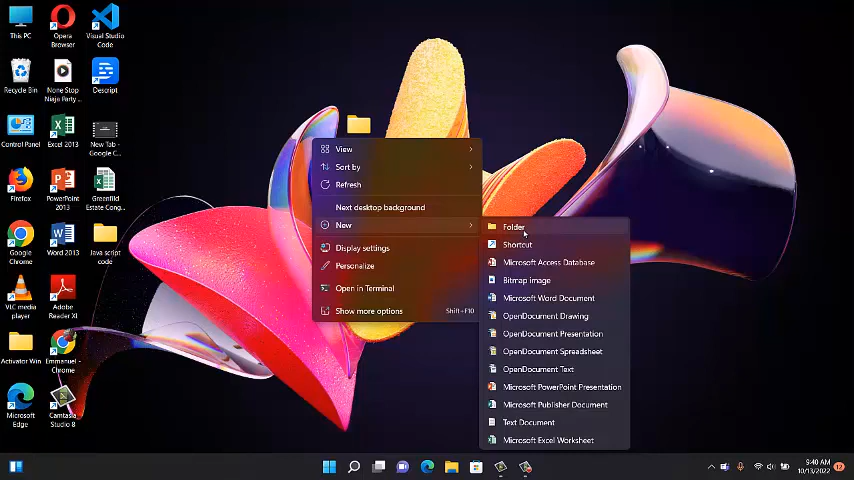 This PC
Opera
Browser
Visual Studio
Code
Recycle Bin
None Stop
Naija Party ...
Descript
Control Panel
Excel 2013
New Tab -
Google C...
Firefox
PowerPoint
2013
GreenBild
Estate Cong...
Google
Chrome
Word 2013
Java script
code
VLC media
player
Adobe
Reader XI
Activator Win
Emmanuel -
Chrome
Microsoft
Edge
Camtasia
Studio 8
View
Sort by
Refresh
Next desktop background
New
Display settings
Personalize
Open in Terminal
Show more options Shift+F10
Folder
Shortcut
Microsoft Access Database
Bitmap image
Microsoft Word Document
OpenDocument Drawing
OpenDocument Presentation
OpenDocument Spreadsheet
OpenDocument Text
Microsoft PowerPoint Presentation
Microsoft Publisher Document
Text Document
Microsoft Excel Worksheet
9:40 AM
10/13/2022
12